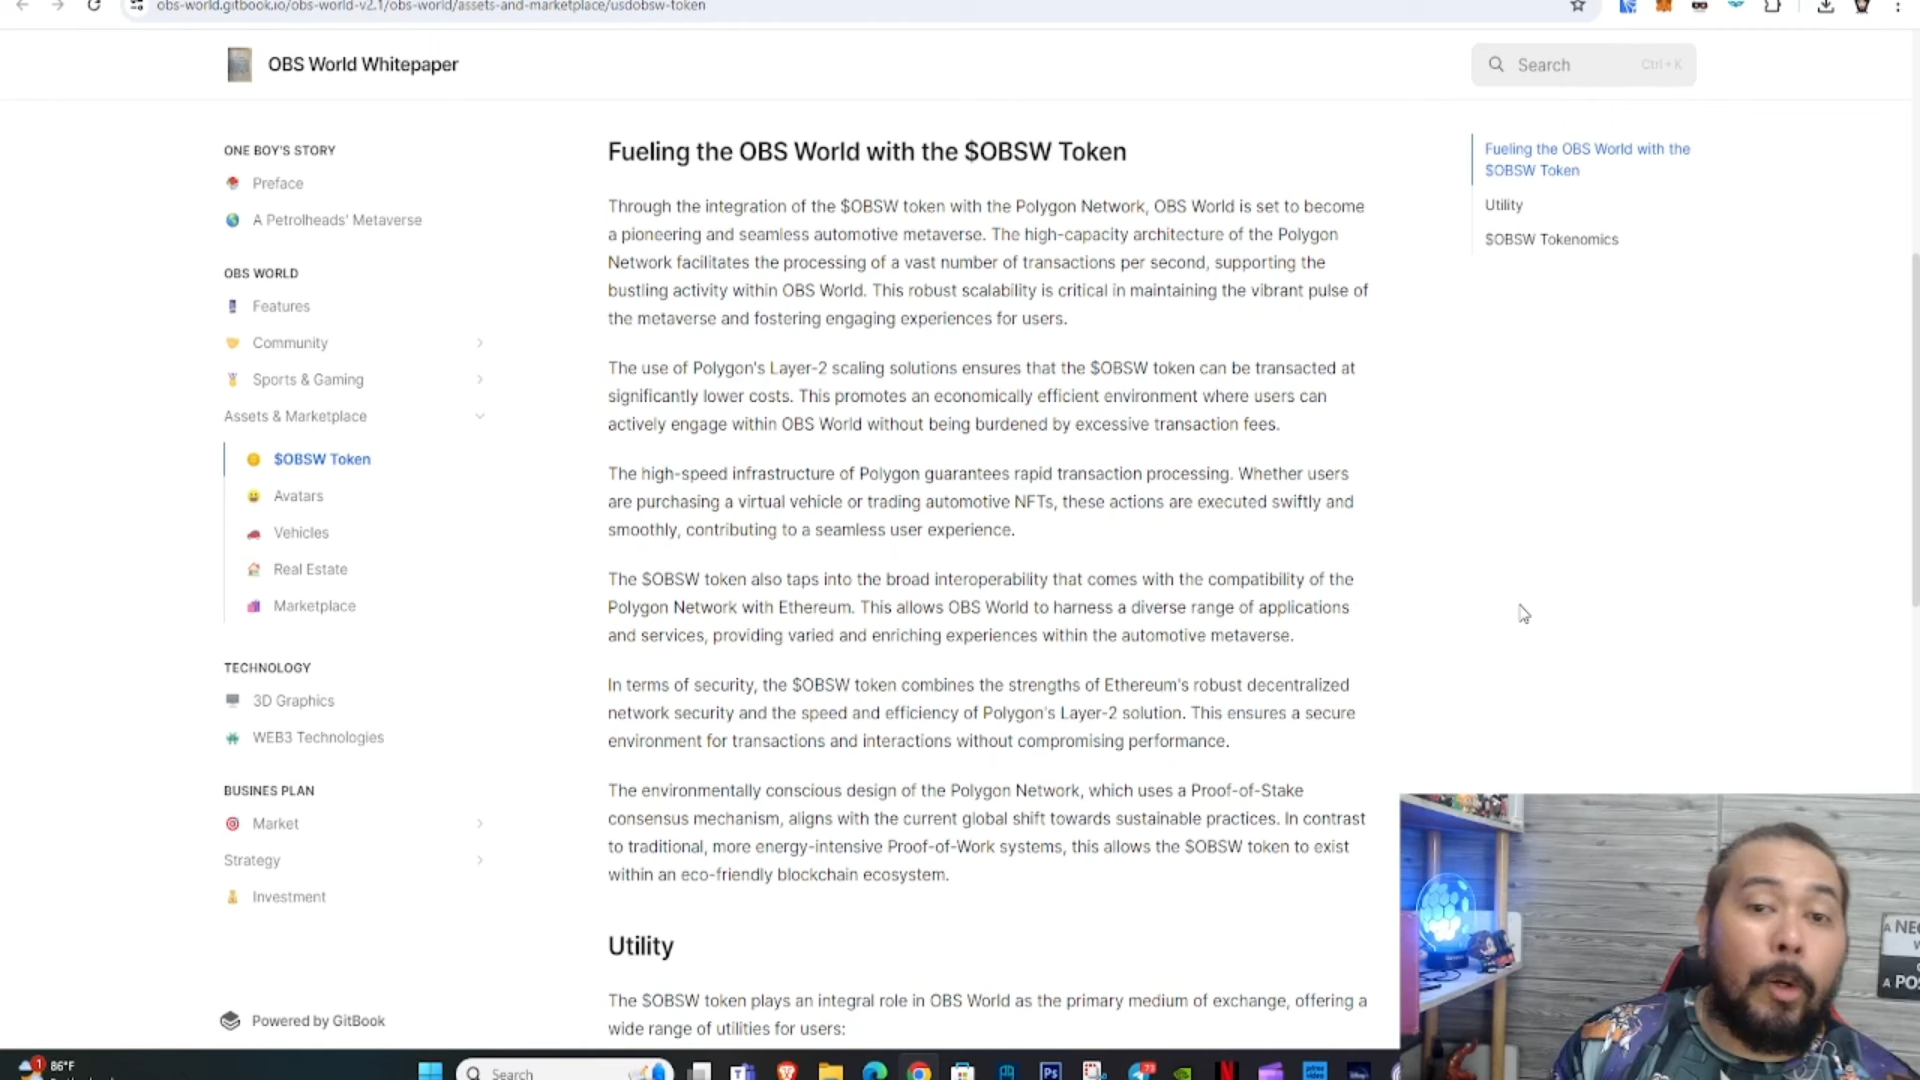 obs-world.gitbook.io/obs-world-v2.1/obs-world/assets-and-marketplace/usdobsw-token
OBS World Whitepaper
Search
Ctrl + K
ONE BOY'S STORY
Preface
A Petrolheads' Metaverse
OBS WORLD
Features
Community
Sports & Gaming
Assets & Marketplace
$OBSW Token
Avatars
Vehicles
Real Estate
Marketplace
TECHNOLOGY
3D Graphics
WEB3 Technologies
BUSINES PLAN
Market
Strategy
Investment
Powered by GitBook
Fueling the OBS World with the $OBSW Token
Through the integration of the $OBSW token with the Polygon Network, OBS World is set to become
a pioneering and seamless automotive metaverse. The high-capacity architecture of the Polygon
Network facilitates the processing of a vast number of transactions per second, supporting the
bustling activity within OBS World. This robust scalability is critical in maintaining the vibrant pulse of
the metaverse and fostering engaging experiences for users.
The use of Polygon's Layer-2 scaling solutions ensures that the $OBSW token can be transacted at
significantly lower costs. This promotes an economically efficient environment where users can
actively engage within OBS World without being burdened by excessive transaction fees.
The high-speed infrastructure of Polygon guarantees rapid transaction processing. Whether users
are purchasing a virtual vehicle or trading automotive NFTs, these actions are executed swiftly and
smoothly, contributing to a seamless user experience.
The $OBSW token also taps into the broad interoperability that comes with the compatibility of the
Polygon Network with Ethereum. This allows OBS World to harness a diverse range of applications
and services, providing varied and enriching experiences within the automotive metaverse.
In terms of security, the $OBSW token combines the strengths of Ethereum's robust decentralized
network security and the speed and efficiency of Polygon's Layer-2 solution. This ensures a secure
environment for transactions and interactions without compromising performance.
The environmentally conscious design of the Polygon Network, which uses a Proof-of-Stake
consensus mechanism, aligns with the current global shift towards sustainable practices. In contrast
to traditional, more energy-intensive Proof-of-Work systems, this allows the $OBSW token to exist
within an eco-friendly blockchain ecosystem.
Utility
The $OBSW token plays an integral role in OBS World as the primary medium of exchange, offering a
wide range of utilities for users:
Fueling the OBS World with the
$OBSW Token
Utility
$OBSW Tokenomics
A NEG
A POS
1
86°F
Search
Ps
73
N